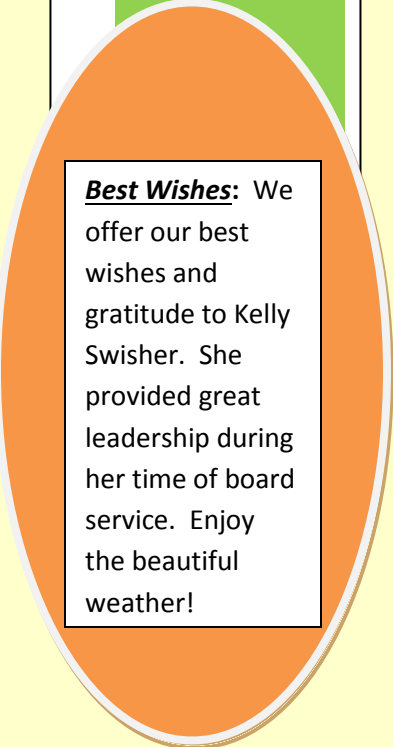 Best Wishes:  We
offer our best
wishes and
gratitude to Kelly
Swisher.  She
provided great
leadership during
her time of board
service.  Enjoy
the beautiful
weather!